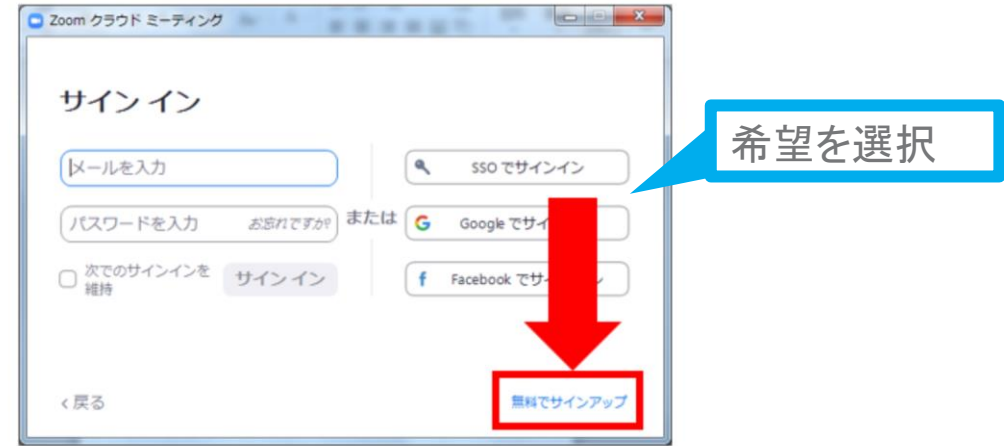 Zoom クラウド ミーティング
サイン イン
メールを入力
パスワードを入力 お忘れですか?
次でのサインインを
維持
サイン イン
または
SSO でサインイン
Google でサイ
Facebook でサ ン
希望を選択
く戻る
無料でサインアップ